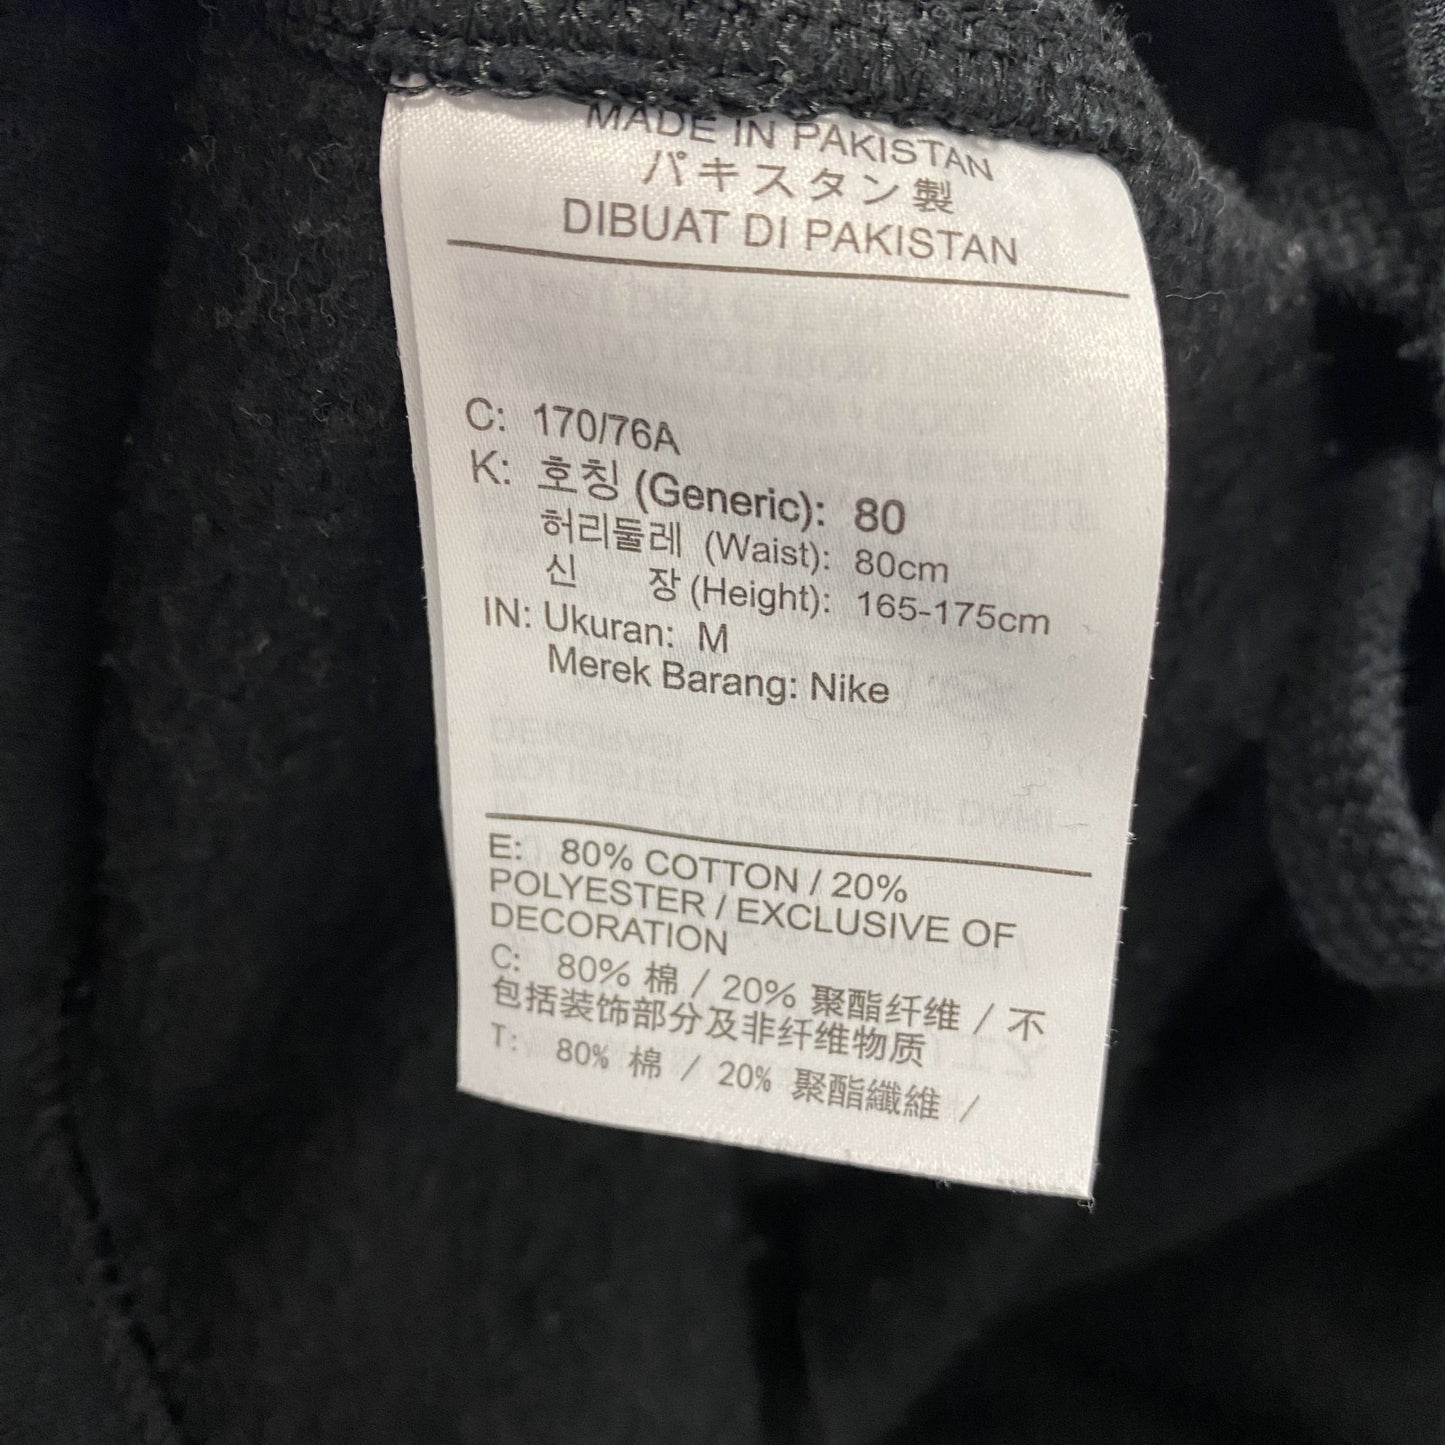 MADE IN PAKISTAN
パキスタン製
DIBUAT DI PAKISTAN
C: 170/76A
K: 호칭 (Generic): 80
허리둘레 (Waist): 80cm
신 장 (Height): 165-175cm
IN: Ukuran: M
Merek Barang: Nike
E: 80% COTTON / 20%
POLYESTER / EXCLUSIVE OF
DECORATION
C: 80% 棉 / 20% 聚酯纤维 / 不
包括装饰部分及非纤维物质
T: 80% 棉 / 20% 聚酯纖維 /